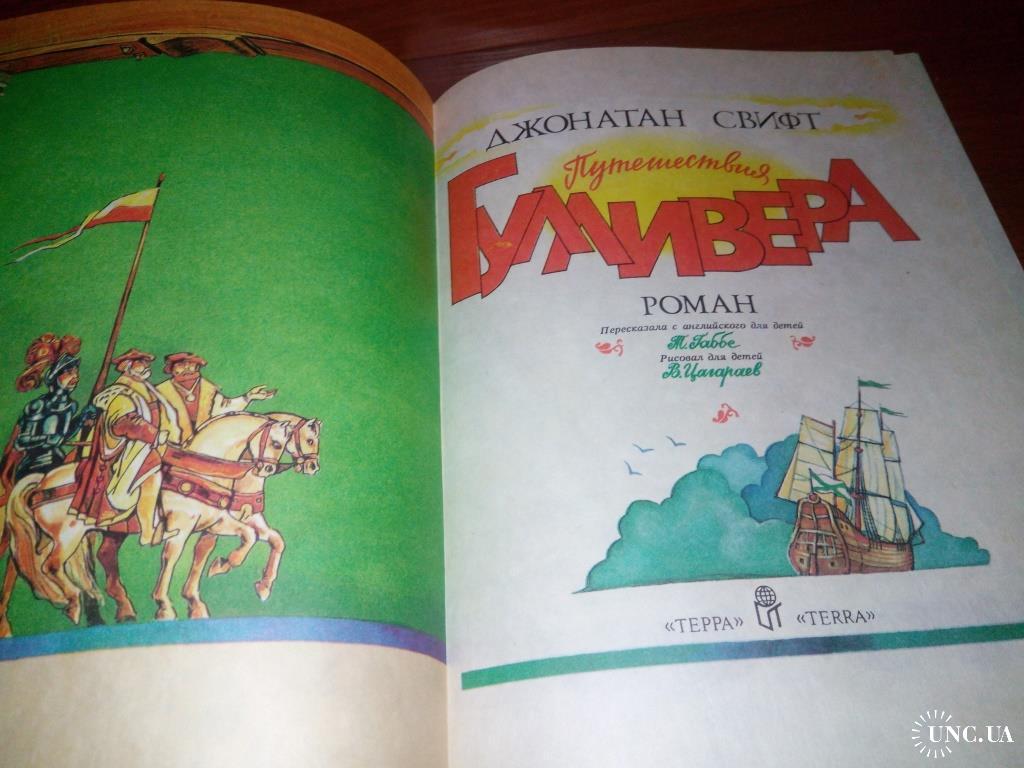 ДЖОНАТАН СВИФТ
Путешествия
ГУЛЛИВЕРА
РОМАН
Пересказала с английского для детей
Т. Габбе
Рисовал для детей
В. Цагараев
«ТЕРРА» «TERRA»
UNC.UA